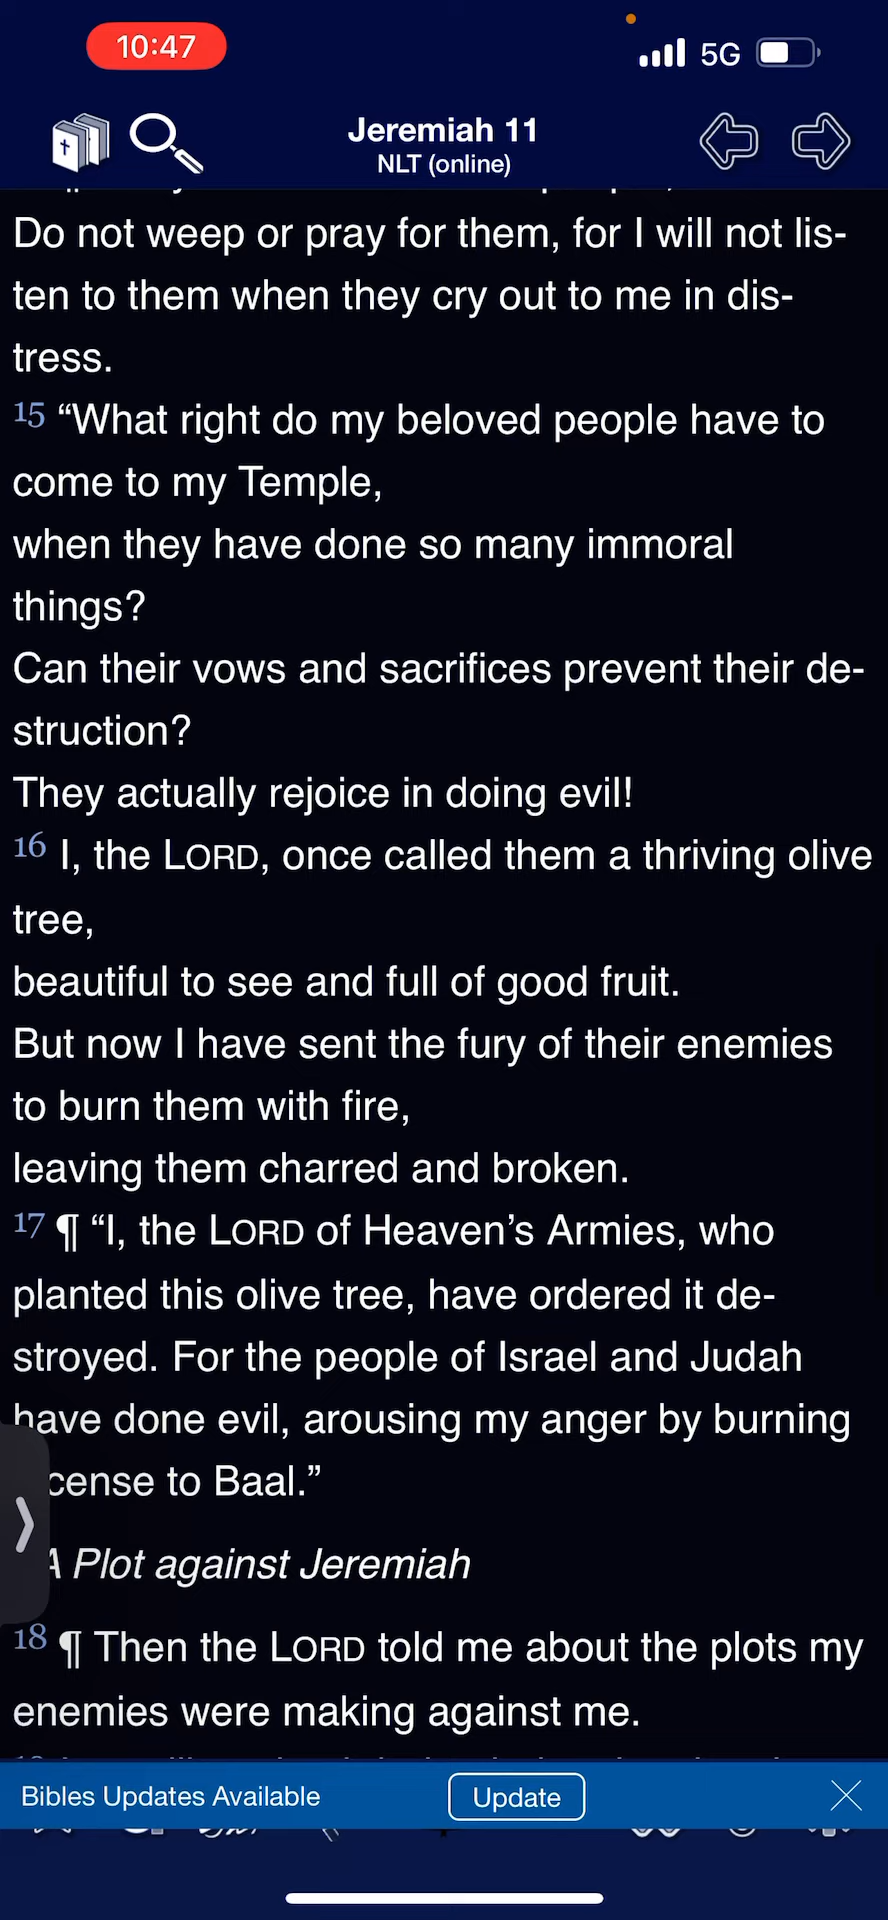 10:47
5G
Jeremiah 11
NLT (online)
Do not weep or pray for them, for I will not lis-
ten to them when they cry out to me in dis-
tress.
15 “What right do my beloved people have to
come to my Temple,
when they have done so many immoral
things?
Can their vows and sacrifices prevent their de-
struction?
They actually rejoice in doing evil!
16 I, the LORD, once called them a thriving olive
tree,
beautiful to see and full of good fruit.
But now I have sent the fury of their enemies
to burn them with fire,
leaving them charred and broken.
17 ¶ “I, the LORD of Heaven’s Armies, who
planted this olive tree, have ordered it de-
stroyed. For the people of Israel and Judah
have done evil, arousing my anger by burning
cense to Baal.”
A Plot against Jeremiah
18 ¶ Then the LORD told me about the plots my
enemies were making against me.
Bibles Updates Available
Update